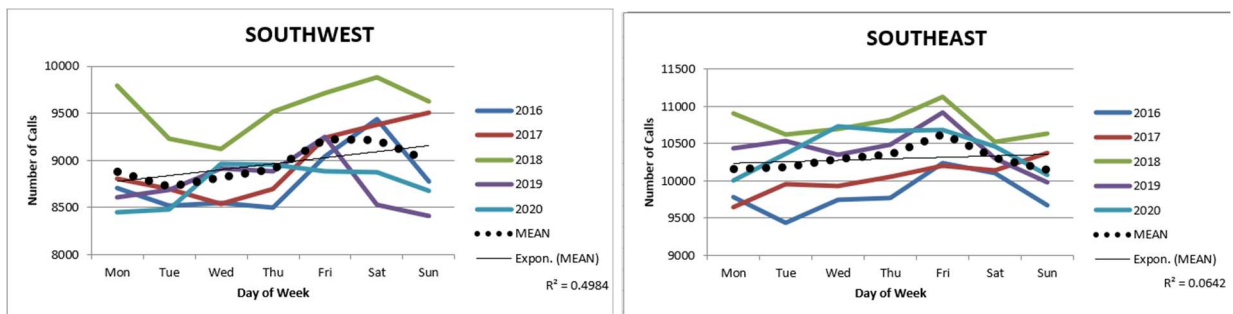 SOUTHWEST
10000
9500
9000
8500
8000
Number of Calls
Mon Tue Wed Thu Fri Sat Sun
Day of Week
2016
2017
2018
2019
2020
MEAN
Expon. (MEAN)
R² = 0.4984
SOUTHEAST
11500
11000
10500
10000
9500
9000
Number of Calls
Mon Tue Wed Thu Fri Sat Sun
Day of Week
2016
2017
2018
2019
2020
MEAN
Expon. (MEAN)
R² = 0.0642